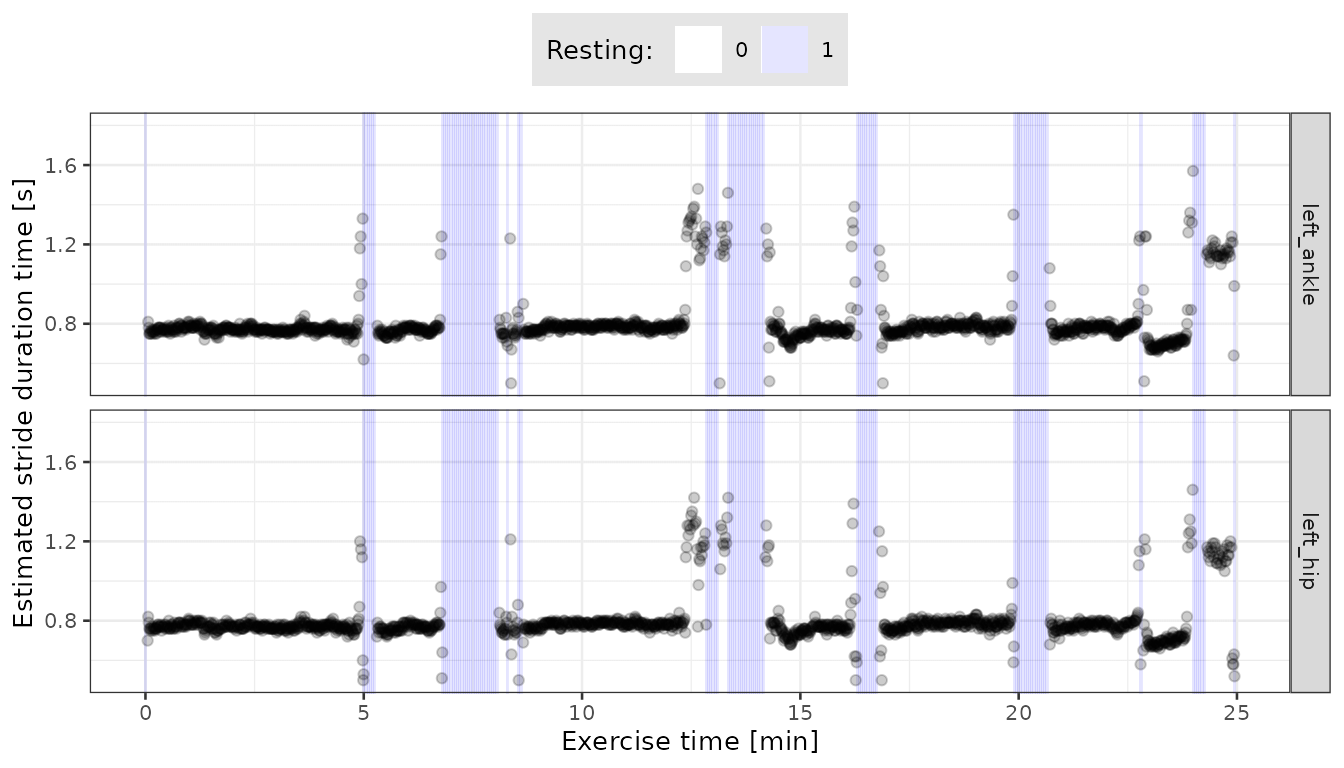 Resting: 0 1
Estimated stride duration time [s]
1.6
1.2
0.8
left_ankle
1.6
1.2
0.8
left_hip
0 5 10 15 20 25
Exercise time [min]